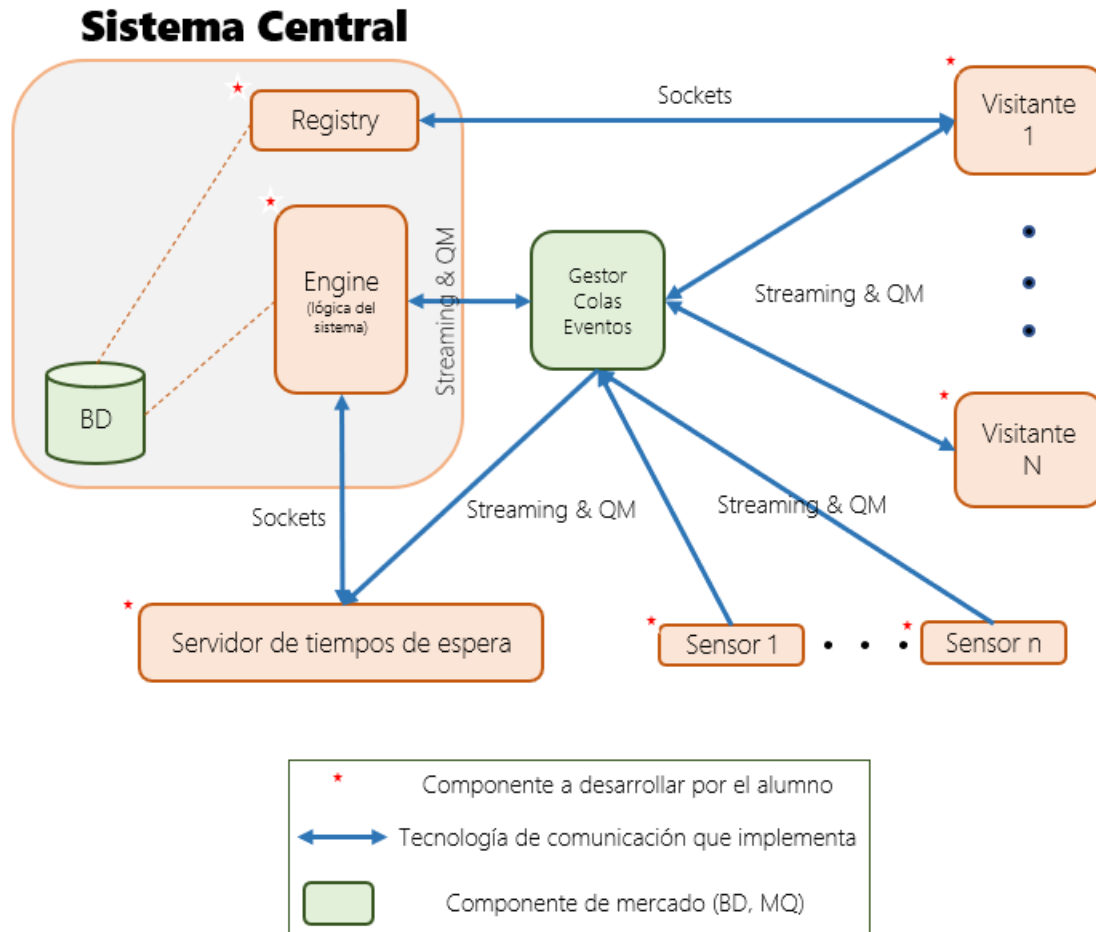 Sistema Central
Registry
Sockets
Visitante
1
Engine
(lógica del
sistema)
Streaming & QM
Gestor
Colas
Eventos
Streaming & QM
BD
Visitante
N
Sockets
Streaming & QM
Streaming & QM
Servidor de tiempos de espera
Sensor 1
Sensor n
Componente a desarrollar por el alumno
Tecnología de comunicación que implementa
Componente de mercado (BD, MQ)